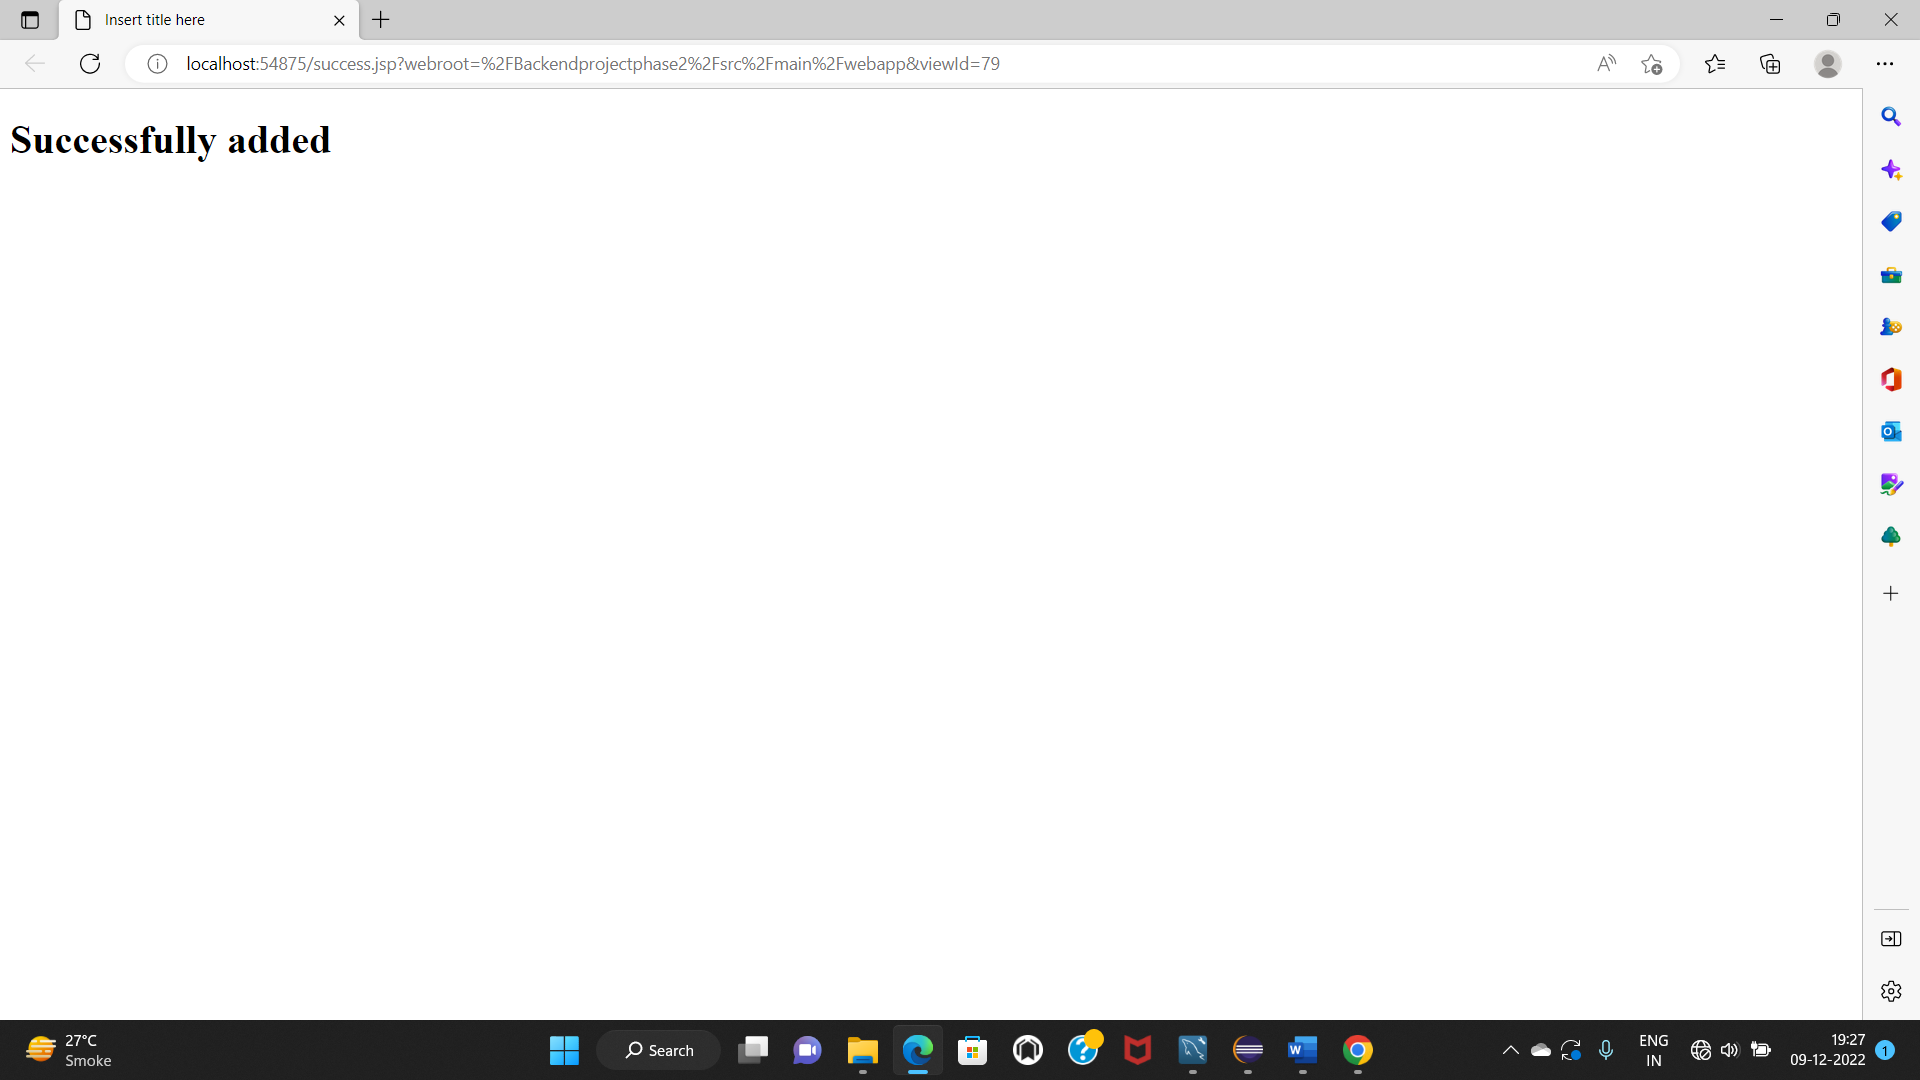 Insert title here
localhost:54875/success.jsp?webroot=%2FBackendprojectphase2%2Fsrc%2Fmain%2Fwebapp&viewId=79
Successfully added
27°C
Smoke
Search
ENG
IN
19:27
09-12-2022
1